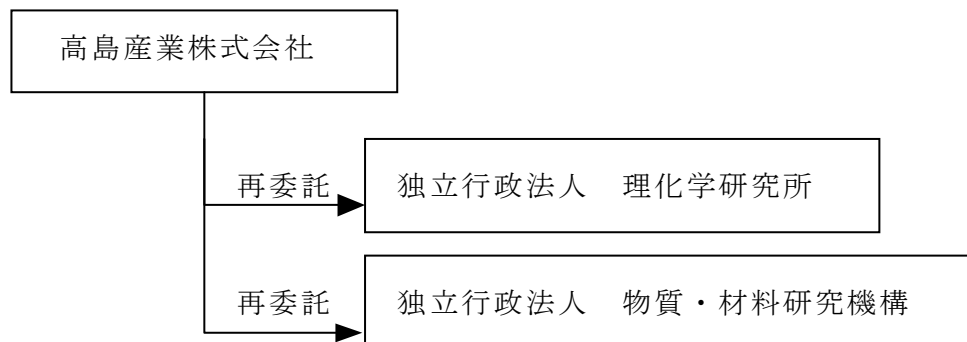 高島産業株式会社
再委託
独立行政法人　理化学研究所
再委託
独立行政法人　物質・材料研究機構